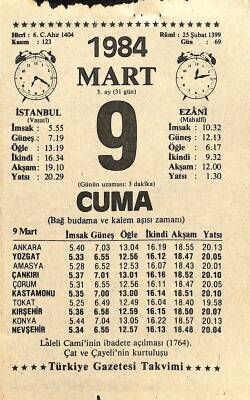 Hicrî : 6. C.Ahır 1404
Kasım : 123
1984
Rûmî : 25 Şubat 1399
Gün : 69
MART
3. ay (31 gün)
İSTANBUL
(Vasatî)
İmsak : 5.55
Güneş : 7.19
Öğle : 13.19
İkindi : 16.34
Akşam : 19.10
Yatsı : 20.29
9
EZÂNÎ
(Mahallî)
İmsak : 10.32
Güneş : 12.13
Öğle : 6.17
İkindi : 9.32
Akşam : 12.00
Yatsı : 1.30
(Günün uzaması: 3 dakika)
CUMA
(Bağ budama ve kalem aşısı zamanı)
9 Mart İmsak Güneş Öğle İkindi Akşam Yatsı
ANKARA 5.40 7.03 13.04 16.19 18.55 20.13
YOZGAT 5.33 6.55 12.56 16.12 18.47 20.05
AMASYA 5.28 6.52 12.53 16.07 18.43 20.01
ÇANKIRI 5.37 7.01 13.01 16.16 18.52 20.10
ÇORUM 5.31 6.55 12.56 16.11 18.47 20.05
KASTAMONU 5.35 7.00 13.00 16.14 18.51 20.10
TOKAT 5.25 6.49 12.49 16.04 18.40 19.58
KIRŞEHİR 5.36 6.58 12.59 16.15 18.50 20.07
KONYA 5.44 7.04 13.05 16.22 18.57 20.13
NEVŞEHİR 5.34 6.55 12.57 16.13 18.48 20.04
Lâleli Cami'inin ibadete açılması (1764).
Çat ve Çayeli'nin kurtuluşu
★★★★ Türkiye Gazetesi Takvimi ★★★★